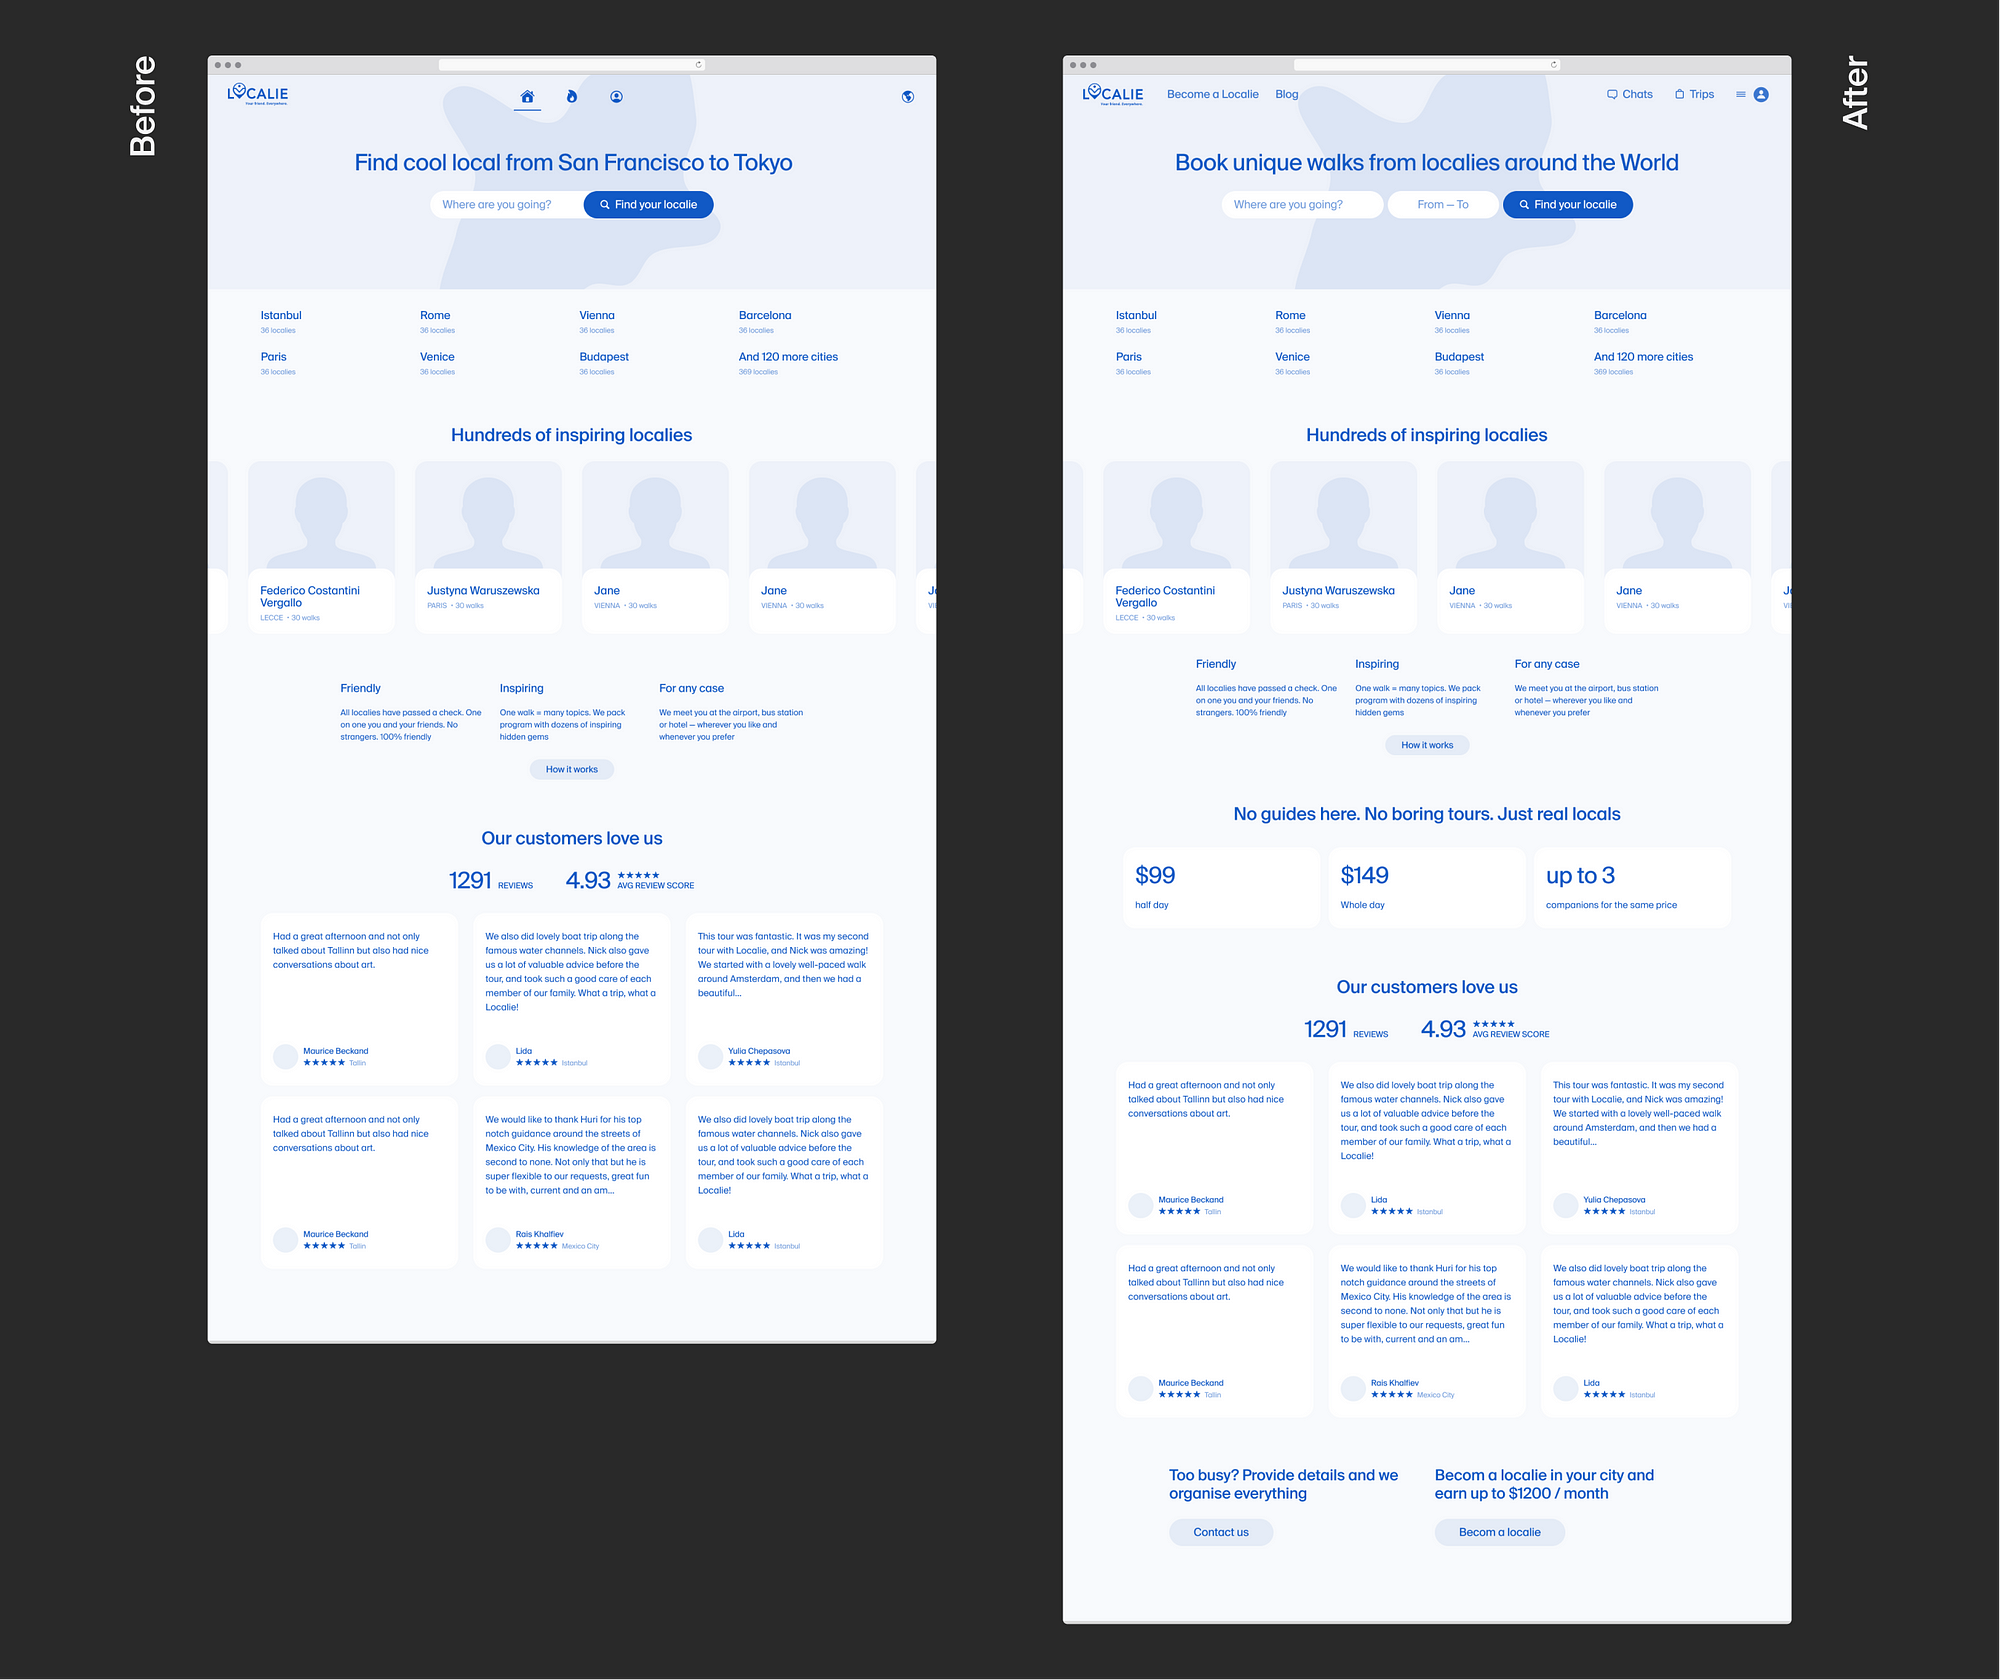 Before
LOCALIE
Your friend. Everywhere.
Find cool local from San Francisco to Tokyo
Where are you going?
Find your localie
Istanbul
36 localies
Rome
36 localies
Vienna
36 localies
Barcelona
36 localies
Paris
36 localies
Venice
36 localies
Budapest
36 localies
And 120 more cities
369 localies
Hundreds of inspiring localies
Federico Costantini
Vergallo
LECCE • 30 walks
Justyna Waruszewska
PARIS • 30 walks
Jane
VIENNA • 30 walks
Jane
VIENNA • 30 walks
Friendly
All localies have passed a check. One
on one you and your friends. No
strangers. 100% friendly
Inspiring
One walk = many topics. We pack
program with dozens of inspiring
hidden gems
For any case
We meet you at the airport, bus station
or hotel — wherever you like and
whenever you prefer
How it works
Our customers love us
1291 REVIEWS
4.93 ★★★★★
AVG REVIEW SCORE
Had a great afternoon and not only
talked about Tallinn but also had nice
conversations about art.
Maurice Beckand
★★★★★ Tallin
We also did lovely boat trip along the
famous water channels. Nick also gave
us a lot of valuable advice before the
tour, and took such a good care of each
member of our family. What a trip, what a
Localie!
Lida
★★★★★ Istanbul
This tour was fantastic. It was my second
tour with Localie, and Nick was amazing!
We started with a lovely well-paced walk
around Amsterdam, and then we had a
beautiful...
Yulia Chepasova
★★★★★ Istanbul
Had a great afternoon and not only
talked about Tallinn but also had nice
conversations about art.
Maurice Beckand
★★★★★ Tallin
We would like to thank Huri for his top
notch guidance around the streets of
Mexico City. His knowledge of the area is
second to none. Not only that but he is
super flexible to our requests, great fun
to be with, current and an am...
Rais Khalfiev
★★★★★ Mexico City
We also did lovely boat trip along the
famous water channels. Nick also gave
us a lot of valuable advice before the
tour, and took such a good care of each
member of our family. What a trip, what a
Localie!
Lida
★★★★★ Istanbul
After
LOCALIE
Your friend. Everywhere.
Become a Localie
Blog
Chats
Trips
Book unique walks from localies around the World
Where are you going?
From — To
Find your localie
Istanbul
36 localies
Rome
36 localies
Vienna
36 localies
Barcelona
36 localies
Paris
36 localies
Venice
36 localies
Budapest
36 localies
And 120 more cities
369 localies
Hundreds of inspiring localies
Federico Costantini
Vergallo
LECCE • 30 walks
Justyna Waruszewska
PARIS • 30 walks
Jane
VIENNA • 30 walks
Jane
VIENNA • 30 walks
Friendly
All localies have passed a check. One
on one you and your friends. No
strangers. 100% friendly
Inspiring
One walk = many topics. We pack
program with dozens of inspiring
hidden gems
For any case
We meet you at the airport, bus station
or hotel — wherever you like and
whenever you prefer
How it works
No guides here. No boring tours. Just real locals
$99
half day
$149
Whole day
up to 3
companions for the same price
Our customers love us
1291 REVIEWS
4.93 ★★★★★
AVG REVIEW SCORE
Had a great afternoon and not only
talked about Tallinn but also had nice
conversations about art.
Maurice Beckand
★★★★★ Tallin
We also did lovely boat trip along the
famous water channels. Nick also gave
us a lot of valuable advice before the
tour, and took such a good care of each
member of our family. What a trip, what a
Localie!
Lida
★★★★★ Istanbul
This tour was fantastic. It was my second
tour with Localie, and Nick was amazing!
We started with a lovely well-paced walk
around Amsterdam, and then we had a
beautiful...
Yulia Chepasova
★★★★★ Istanbul
Had a great afternoon and not only
talked about Tallinn but also had nice
conversations about art.
Maurice Beckand
★★★★★ Tallin
We would like to thank Huri for his top
notch guidance around the streets of
Mexico City. His knowledge of the area is
second to none. Not only that but he is
super flexible to our requests, great fun
to be with, current and an am...
Rais Khalfiev
★★★★★ Mexico City
We also did lovely boat trip along the
famous water channels. Nick also gave
us a lot of valuable advice before the
tour, and took such a good care of each
member of our family. What a trip, what a
Localie!
Lida
★★★★★ Istanbul
Too busy? Provide details and we
organise everything
Contact us
Becom a localie in your city and
earn up to $1200 / month
Becom a localie